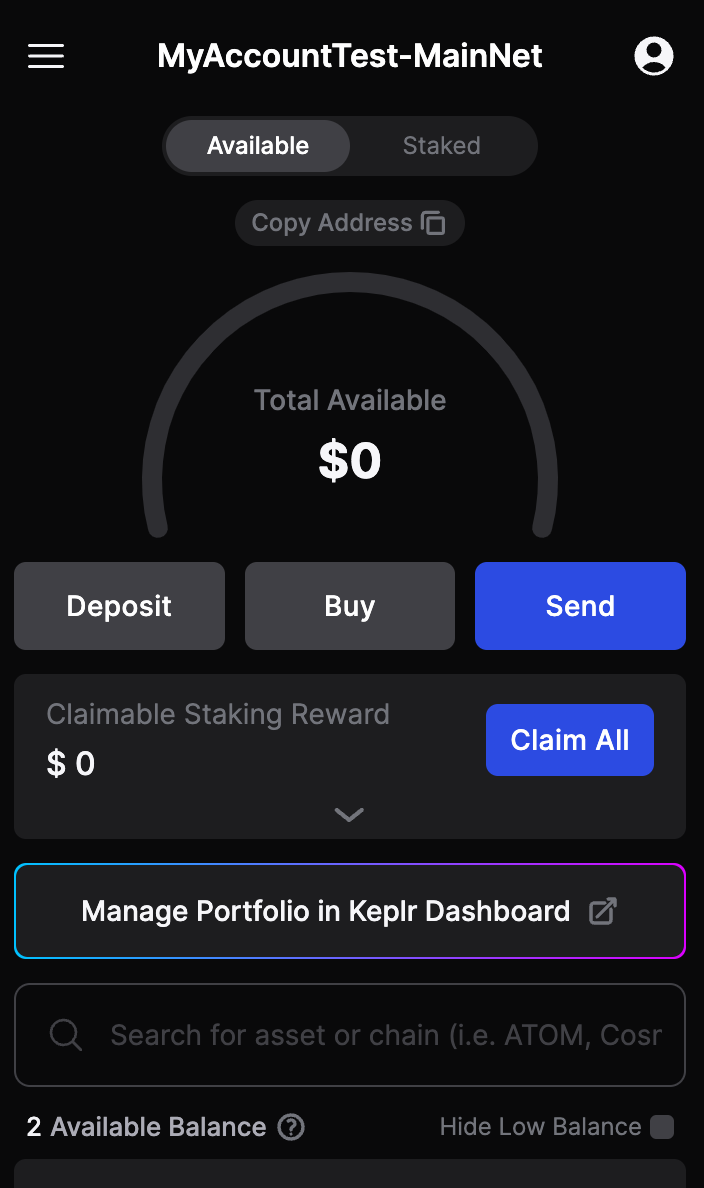 MyAccountTest-MainNet
Available
Staked
Copy Address
Total Available
$0
Deposit
Buy
Send
Claimable Staking Reward
$ 0
Claim All
Manage Portfolio in Keplr Dashboard
Search for asset or chain (i.e. ATOM, Cosr
2 Available Balance
Hide Low Balance